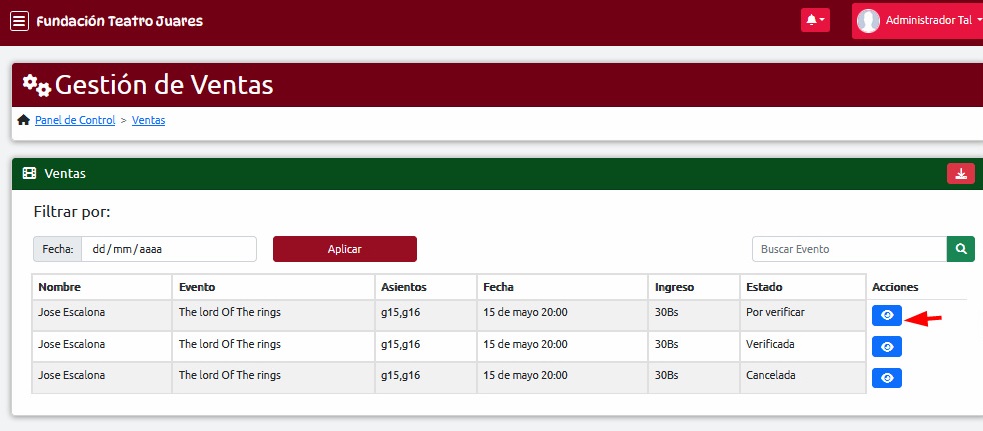 Fundación Teatro Juares
Administrador Tal
Gestión de Ventas
Panel de Control > Ventas
Ventas
Filtrar por:
Fecha: dd/mm/aaaa Aplicar Buscar Evento
Nombre Evento Asientos Fecha Ingreso Estado Acciones
Jose Escalona The lord Of The rings g15,g16 15 de mayo 20:00 30Bs Por verificar
Jose Escalona The lord Of The rings g15,g16 15 de mayo 20:00 30Bs Verificada
Jose Escalona The lord Of The rings g15,g16 15 de mayo 20:00 30Bs Cancelada